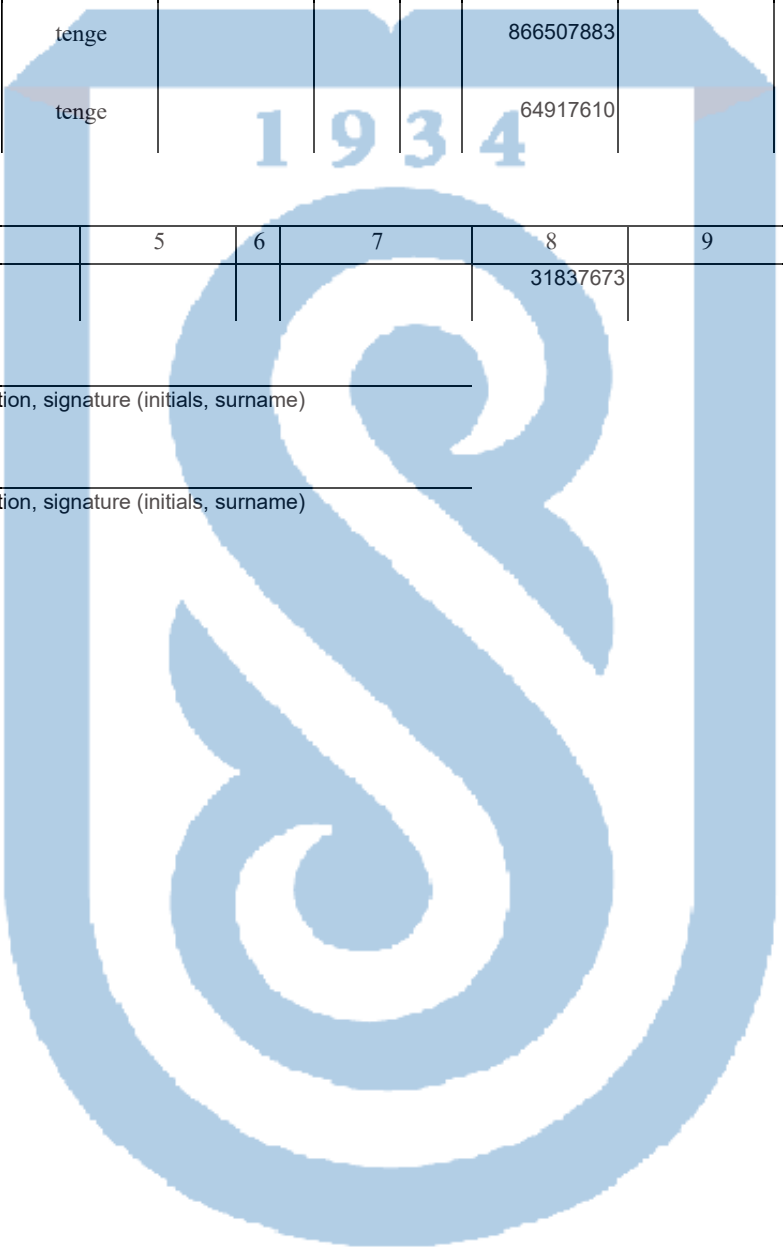 tenge 866507883
tenge 64917610
1934
5 6 7 8 9
31837673
tion, signature (initials, surname)
tion, signature (initials, surname)